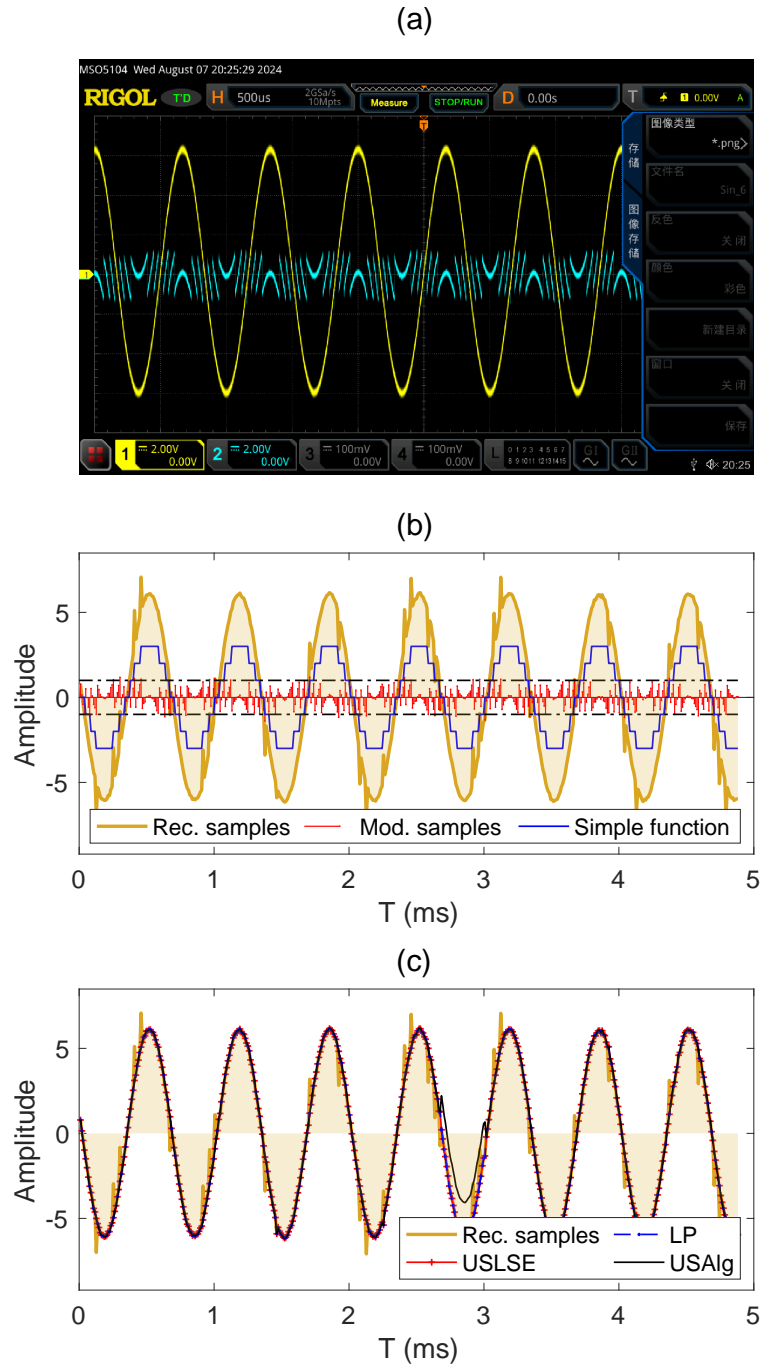 (a)
MSO5104 Wed August 07 20:25:29 2024
RIGOL T'D H 500us 2GSa/s 10Mpts Measure STOP/RUN D 0.00s T 1 0.00V A
T
图像类型
*.png
存储
文件名
Sin_6
图像存储
反色
关闭
颜色
彩色
1
新建目录
窗口
关闭
保存
1 2.00V 0.00V 2 2.00V 0.00V 3 100mV 0.00V 4 100mV 0.00V L 0 1 2 3 4 5 6 7 GI GII
8 9 10 11 12 13 14 15
20:25
(b)
Amplitude
5
0
-5
Rec. samples Mod. samples Simple function
0 1 2 3 4 5
T (ms)
(c)
Amplitude
5
0
-5
Rec. samples LP
USLSE USAlg
0 1 2 3 4 5
T (ms)